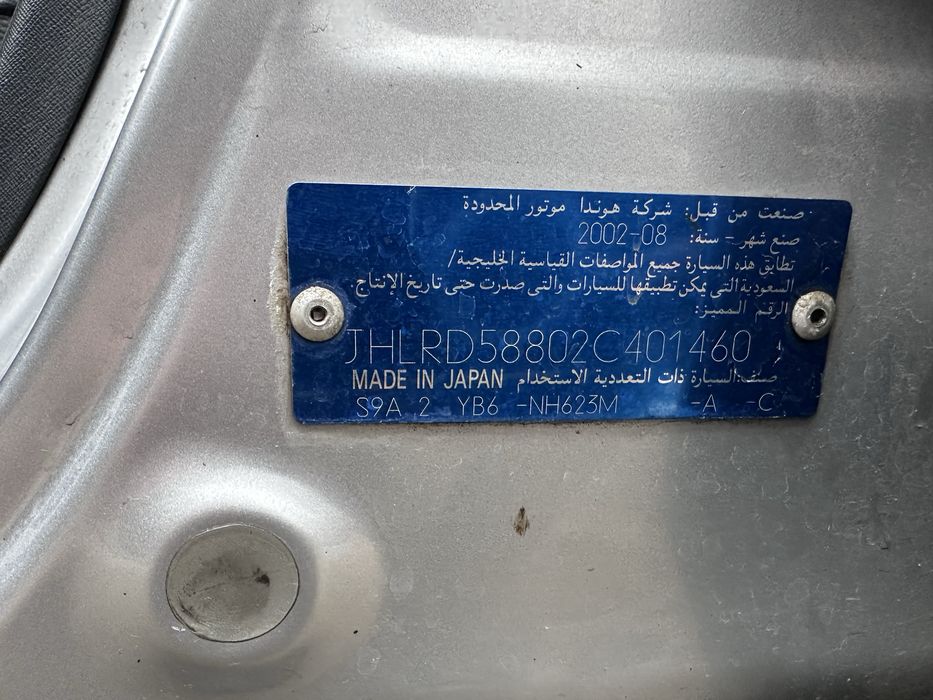 صنعت من قبل: شركة هوندا موتور المحدودة
صنع شهر - سنة: 08-2002
تطابق هذه السيارة جميع المواصفات القياسية الخليجية/
السعودية التي يمكن تطبيقها للسيارات والتى صدرت حتى تاريخ الإنتاج.
الرقم المميز:
JHLRD58802C401460
صنف: السيارة ذات التعددية الاستخدام MADE IN JAPAN
S9A 2 YB6 -NH623M -A -C